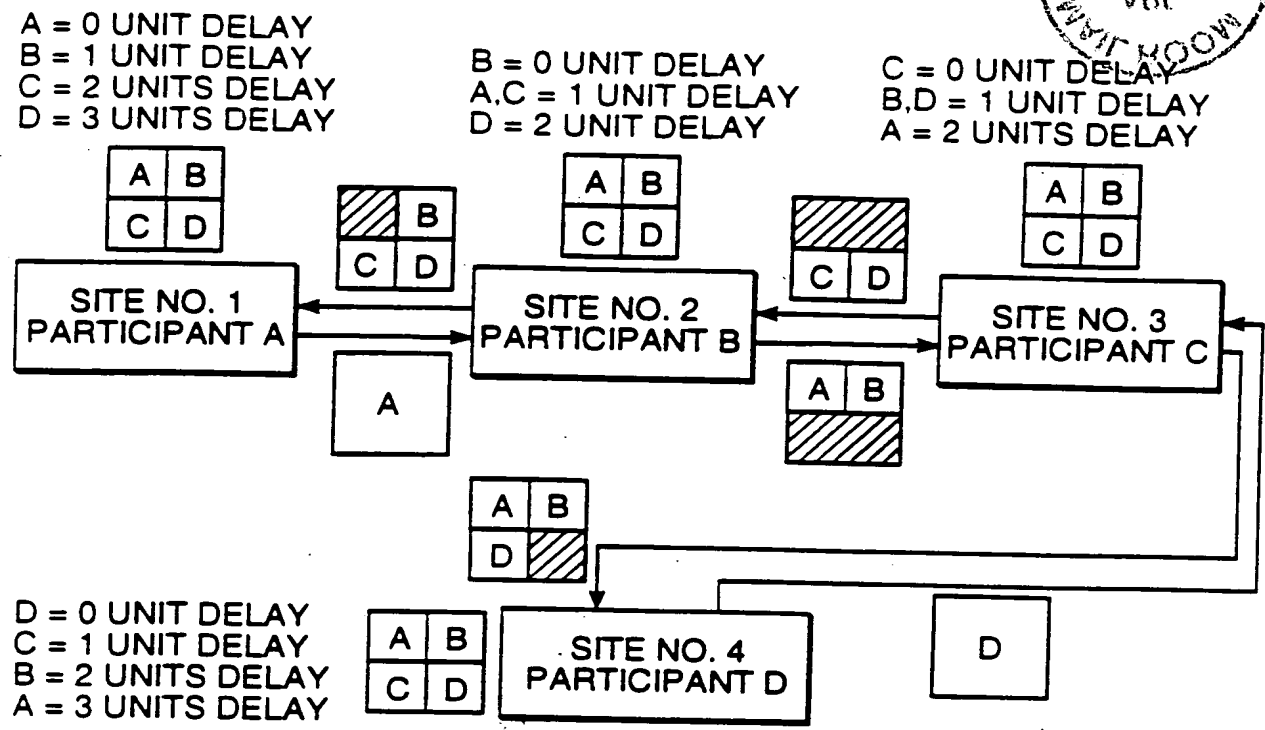 A = 0 UNIT DELAY
B = 1 UNIT DELAY
C = 2 UNITS DELAY
D = 3 UNITS DELAY
B = 0 UNIT DELAY
A,C = 1 UNIT DELAY
D = 2 UNIT DELAY
C = 0 UNIT DELAY
B,D = 1 UNIT DELAY
A = 2 UNITS DELAY
A B
C D
B
C D
A B
C D
C D
A B
C D
SITE NO. 1
PARTICIPANT A
SITE NO. 2
PARTICIPANT B
SITE NO. 3
PARTICIPANT C
A
A B
A B
D
D = 0 UNIT DELAY
C = 1 UNIT DELAY
B = 2 UNITS DELAY
A = 3 UNITS DELAY
A B
C D
SITE NO. 4
PARTICIPANT D
D
MAIL ROOM